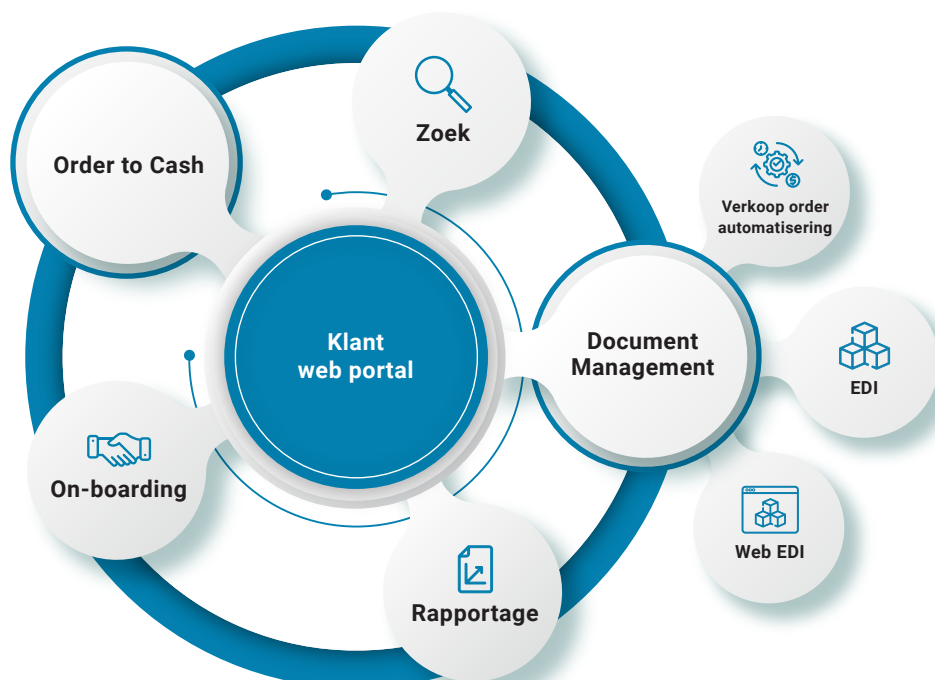 Zoek
Order to Cash
Verkoop order
automatisering
Klant
web portal
Document
Management
EDI
On-boarding
Web EDI
Rapportage